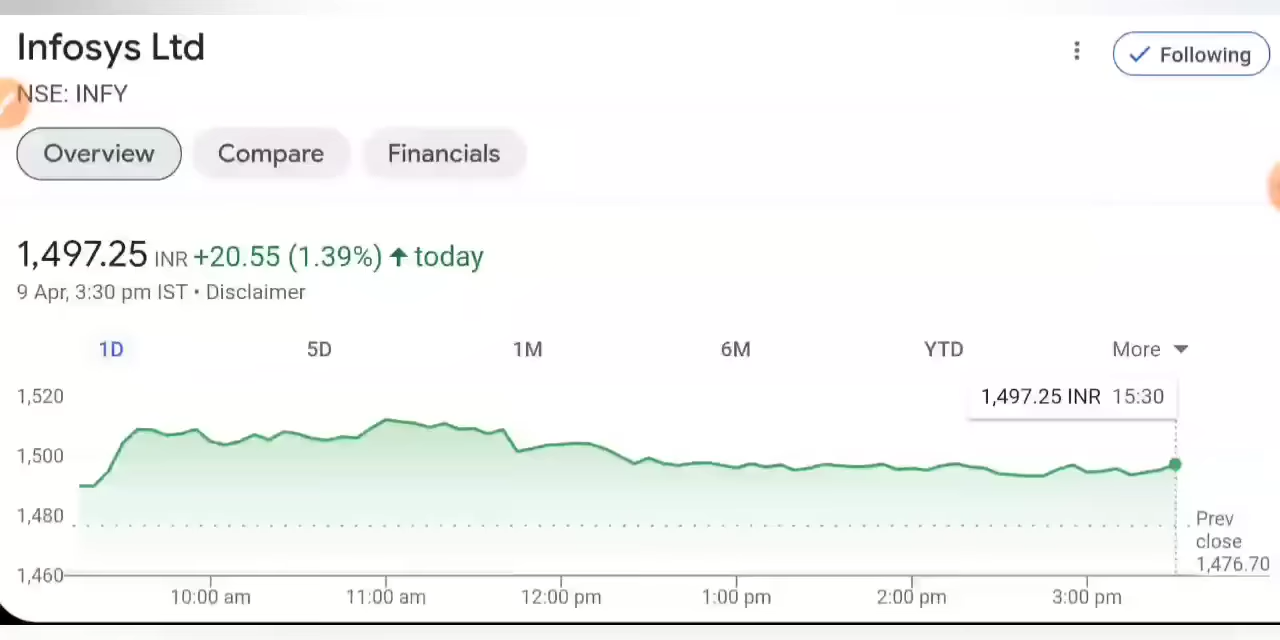 Infosys Ltd
Following
NSE: INFY
Overview Compare Financials
1,497.25 INR +20.55 (1.39%) ↑ today
9 Apr, 3:30 pm IST • Disclaimer
1D 5D 1M 6M YTD More
1,497.25 INR 15:30
1,520
1,500
1,480
1,460
Prev
close
1,476.70
10:00 am 11:00 am 12:00 pm 1:00 pm 2:00 pm 3:00 pm